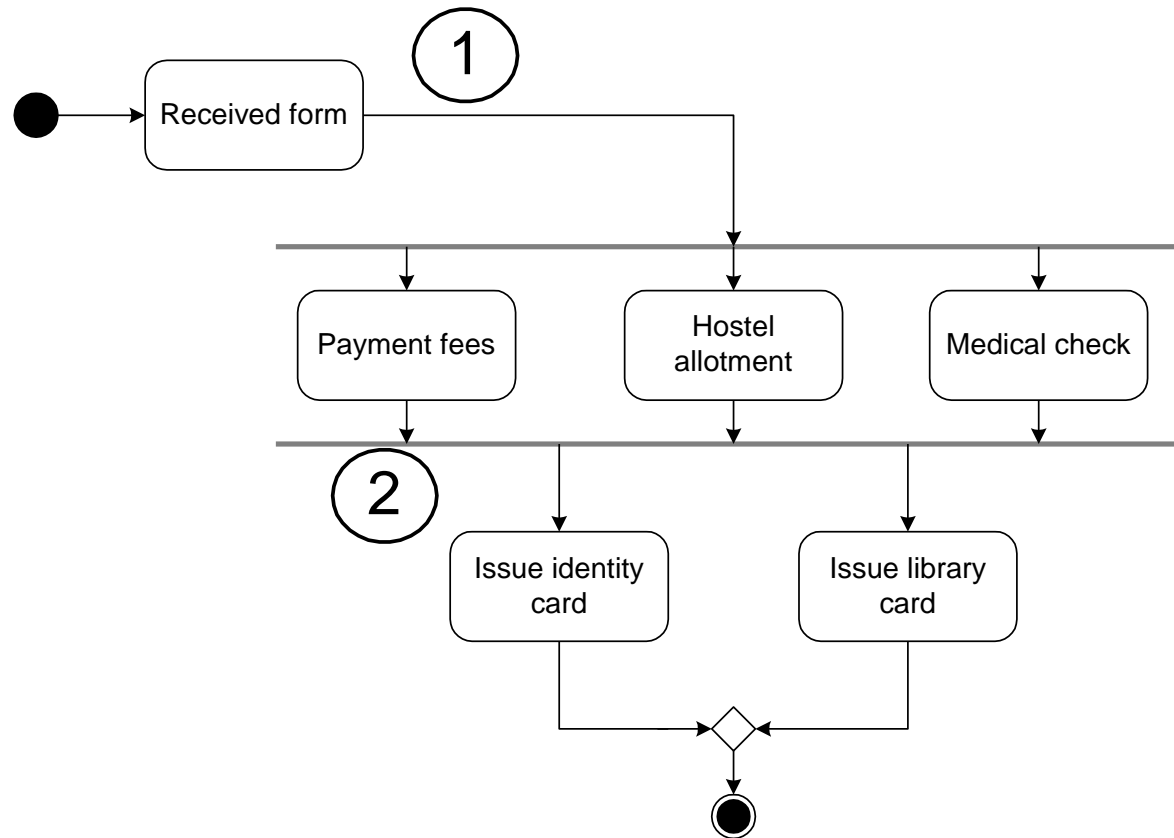 1
Received form
Payment fees
Hostel
allotment
Medical check
2
Issue identity
card
Issue library
card